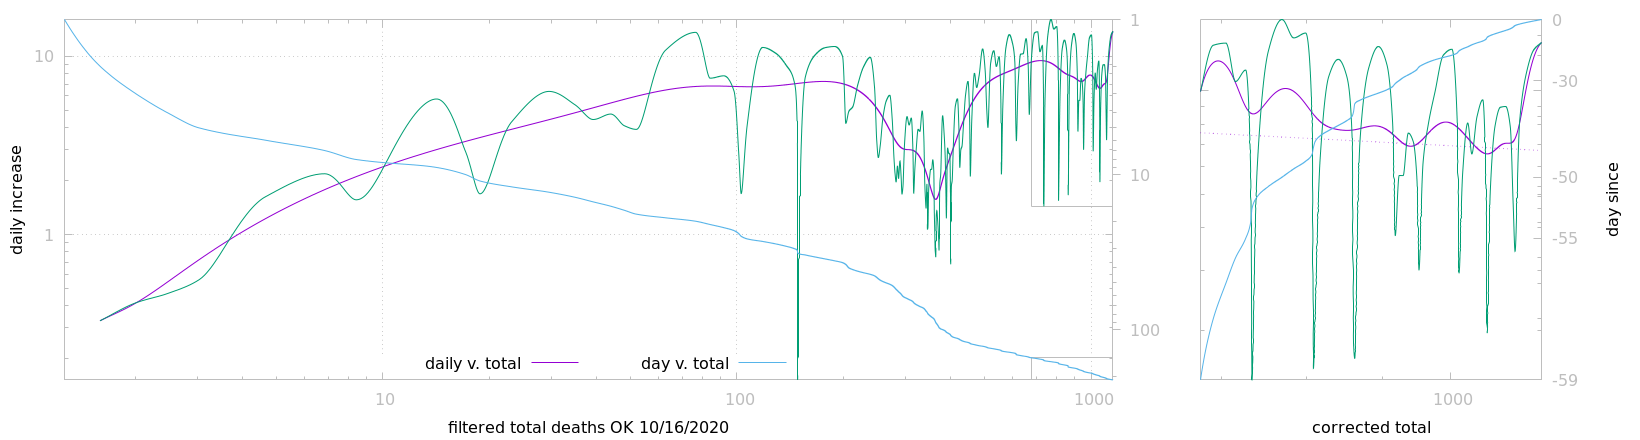 10
1
daily increase
daily v. total
day v. total
10
100
1000
filtered total deaths OK 10/16/2020
1
10
100
1000
corrected total
0
-30
-50
-55
-59
day since